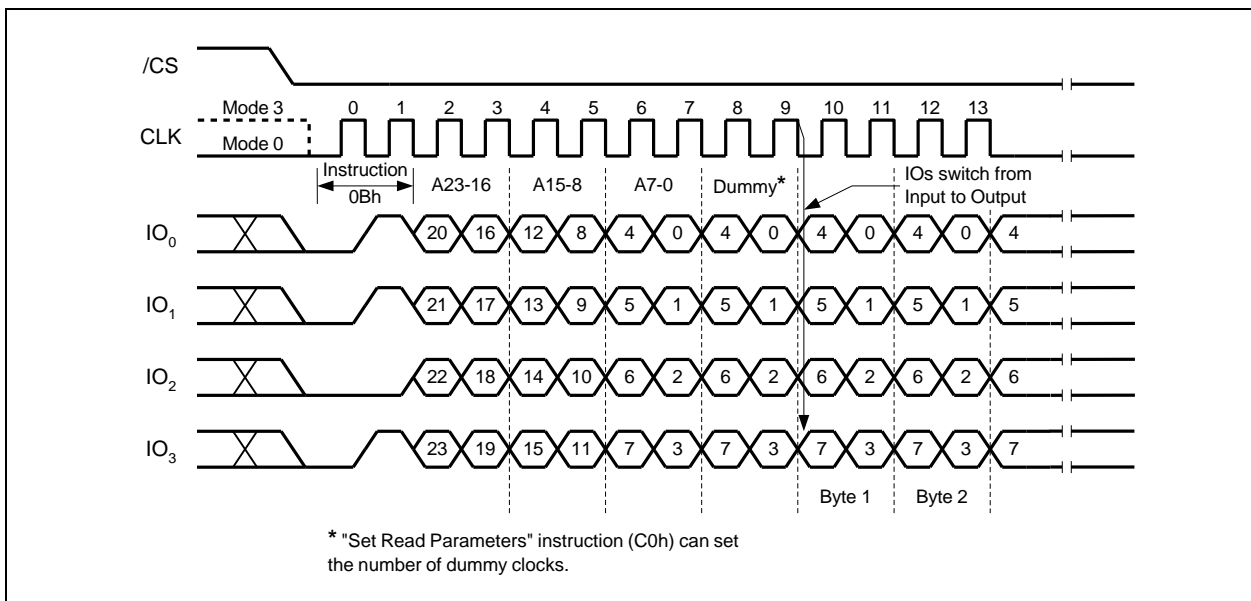 /CS
Mode 3 0 1 2 3 4 5 6 7 8 9 10 11 12 13
CLK
Mode 0
Instruction
0Bh
A23-16 A15-8 A7-0 Dummy*
IOs switch from
Input to Output
IO0 20 16 12 8 4 0 4 0 4 0 4 0 4
IO1 21 17 13 9 5 1 5 1 5 1 5 1 5
IO2 22 18 14 10 6 2 6 2 6 2 6 2 6
IO3 23 19 15 11 7 3 7 3 7 3 7 3 7
Byte 1 Byte 2
* "Set Read Parameters" instruction (C0h) can set
the number of dummy clocks.